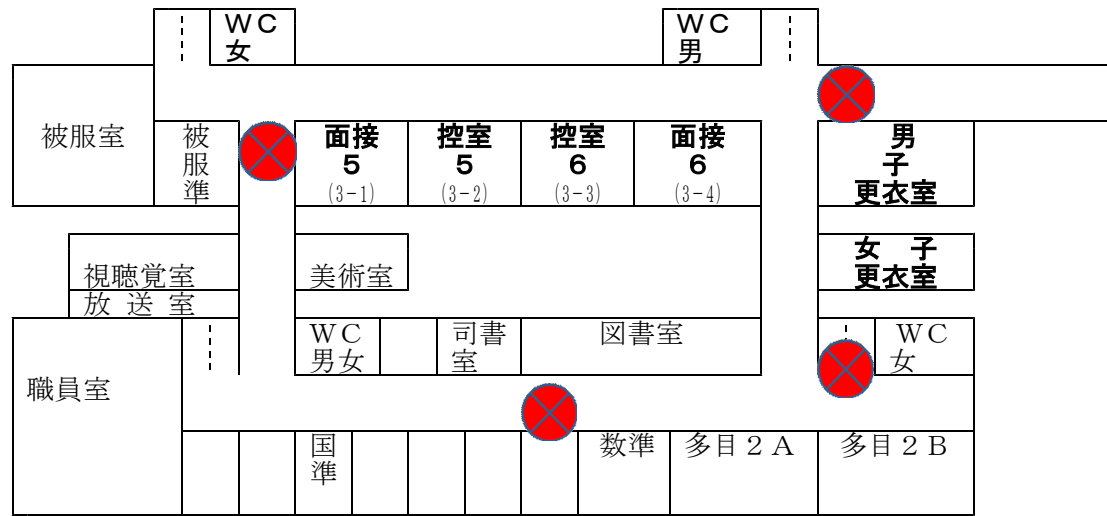 ＷＣ
女
ＷＣ
男
被服室
被
服
準
面接
５
(3-1)
控室
５
(3-2)
控室
６
(3-3)
面接
６
(3-4)
男
子
更衣室
視聴覚室
美術室
女　子
更衣室
放 送 室
職員室
ＷＣ
男女
司書
室
図書室
ＷＣ
女
国
準
数準
多目２Ａ
多目２Ｂ